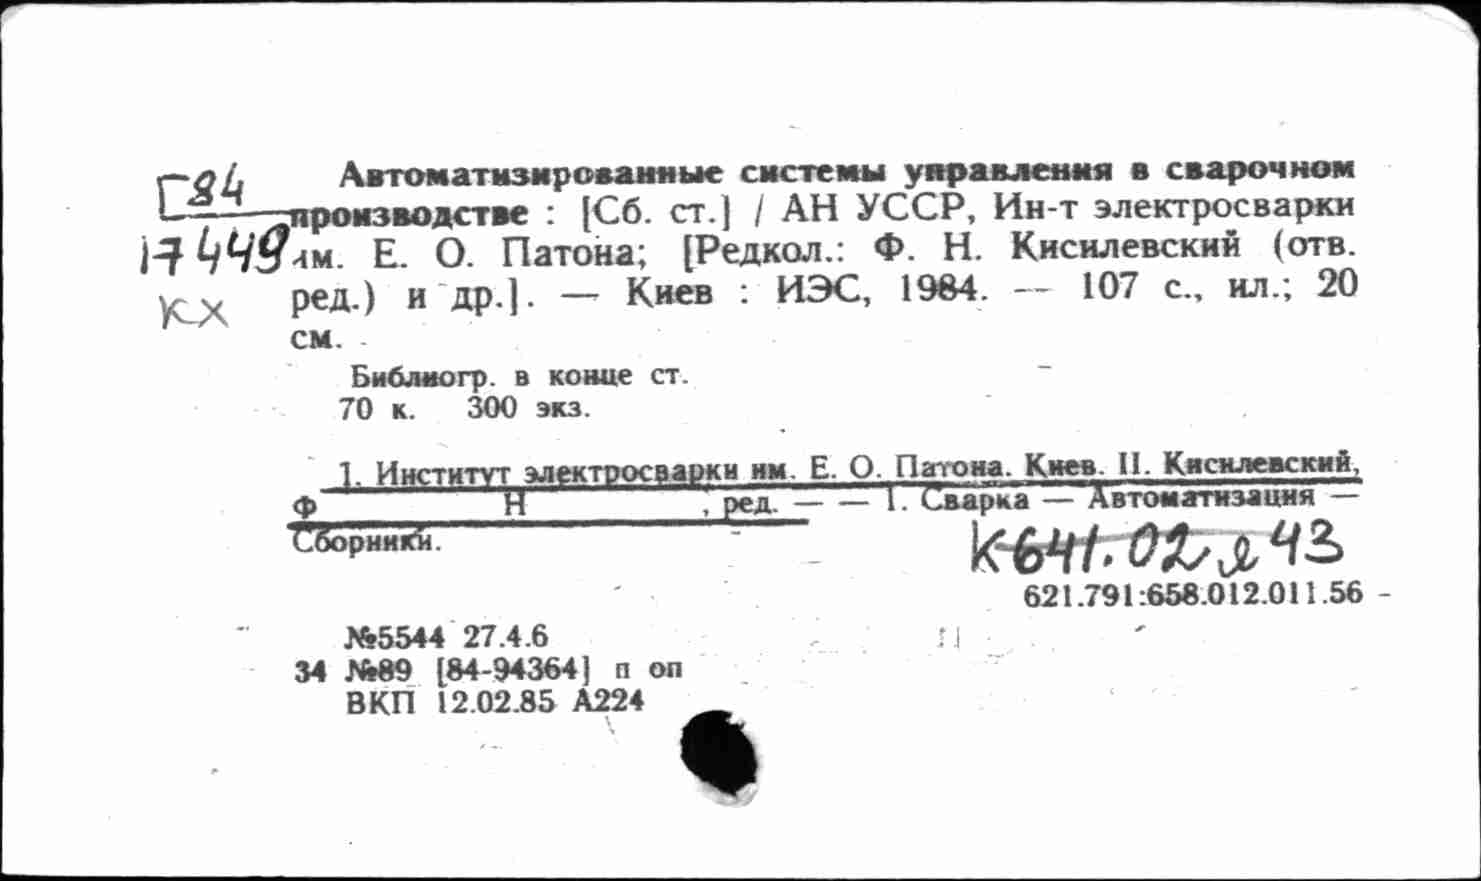 Г84
17449
кх
Автоматизированные системы управления в сварочном
производстве : [Сб. ст.] / АН УССР, Ин-т электросварки
им. Е. О. Патона; [Редкол.: Ф. Н. Кисилевский (отв.
ред.) и др.]. — Киев : ИЭС, 1984. — 107 с., ил.; 20
см.
Библиогр. в конце ст.
70 к. 300 экз.
1. Институт электросварки им. Е. О. Патона. Киев. II. Кисилевский,
Ф Н , ред. — — 1. Сварка — Автоматизация —
Сборники.
К641.02я43
621.791:658.012.011.56
№5544 27.4.6
34 №89 [84-94364] п оп
ВКП 12.02.85 А224